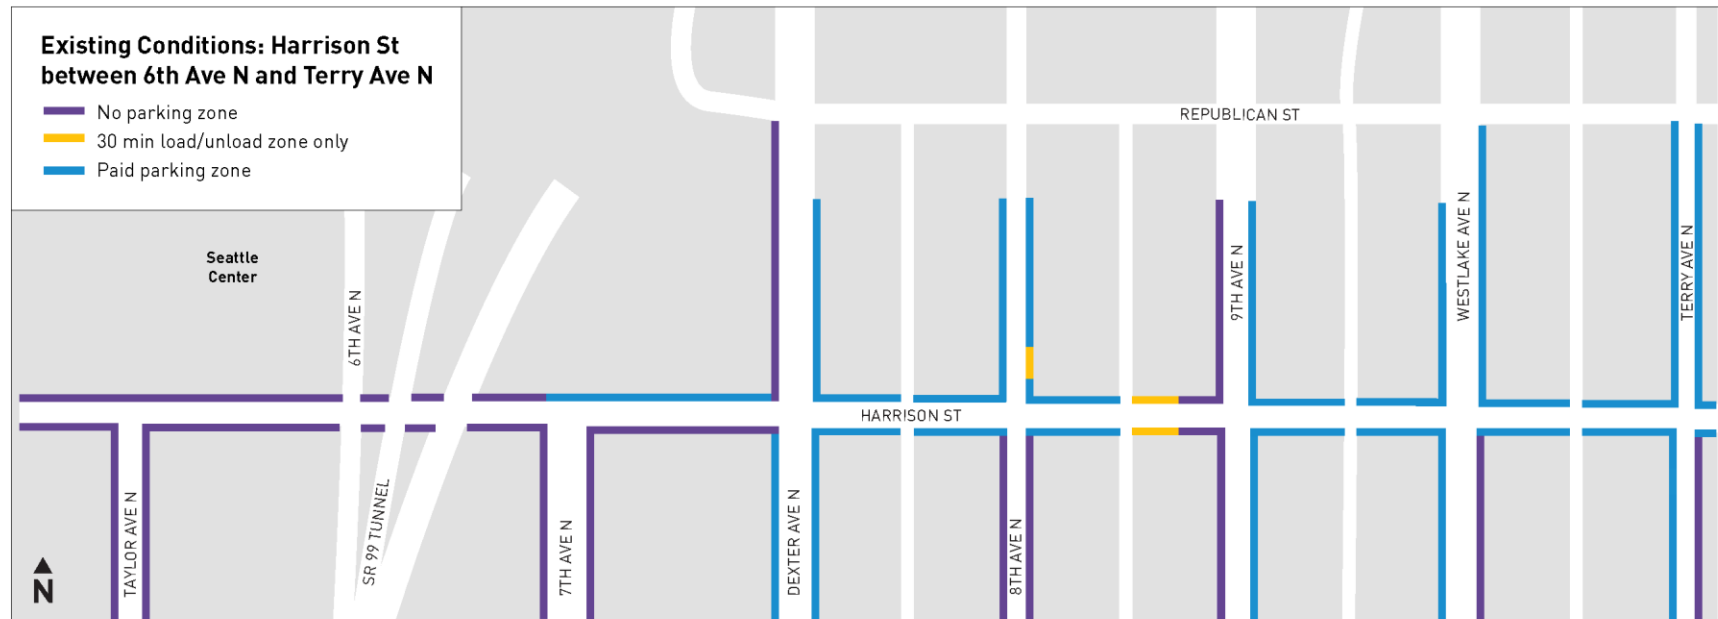 Existing Conditions: Harrison St
between 6th Ave N and Terry Ave N
No parking zone
30 min load/unload zone only
Paid parking zone
REPUBLICAN ST
Seattle
Center
6TH AVE N
9TH AVE N
WESTLAKE AVE N
TERRY AVE N
HARRISON ST
TAYLOR AVE N
SR 99 TUNNEL
7TH AVE N
DEXTER AVE N
8TH AVE N
N